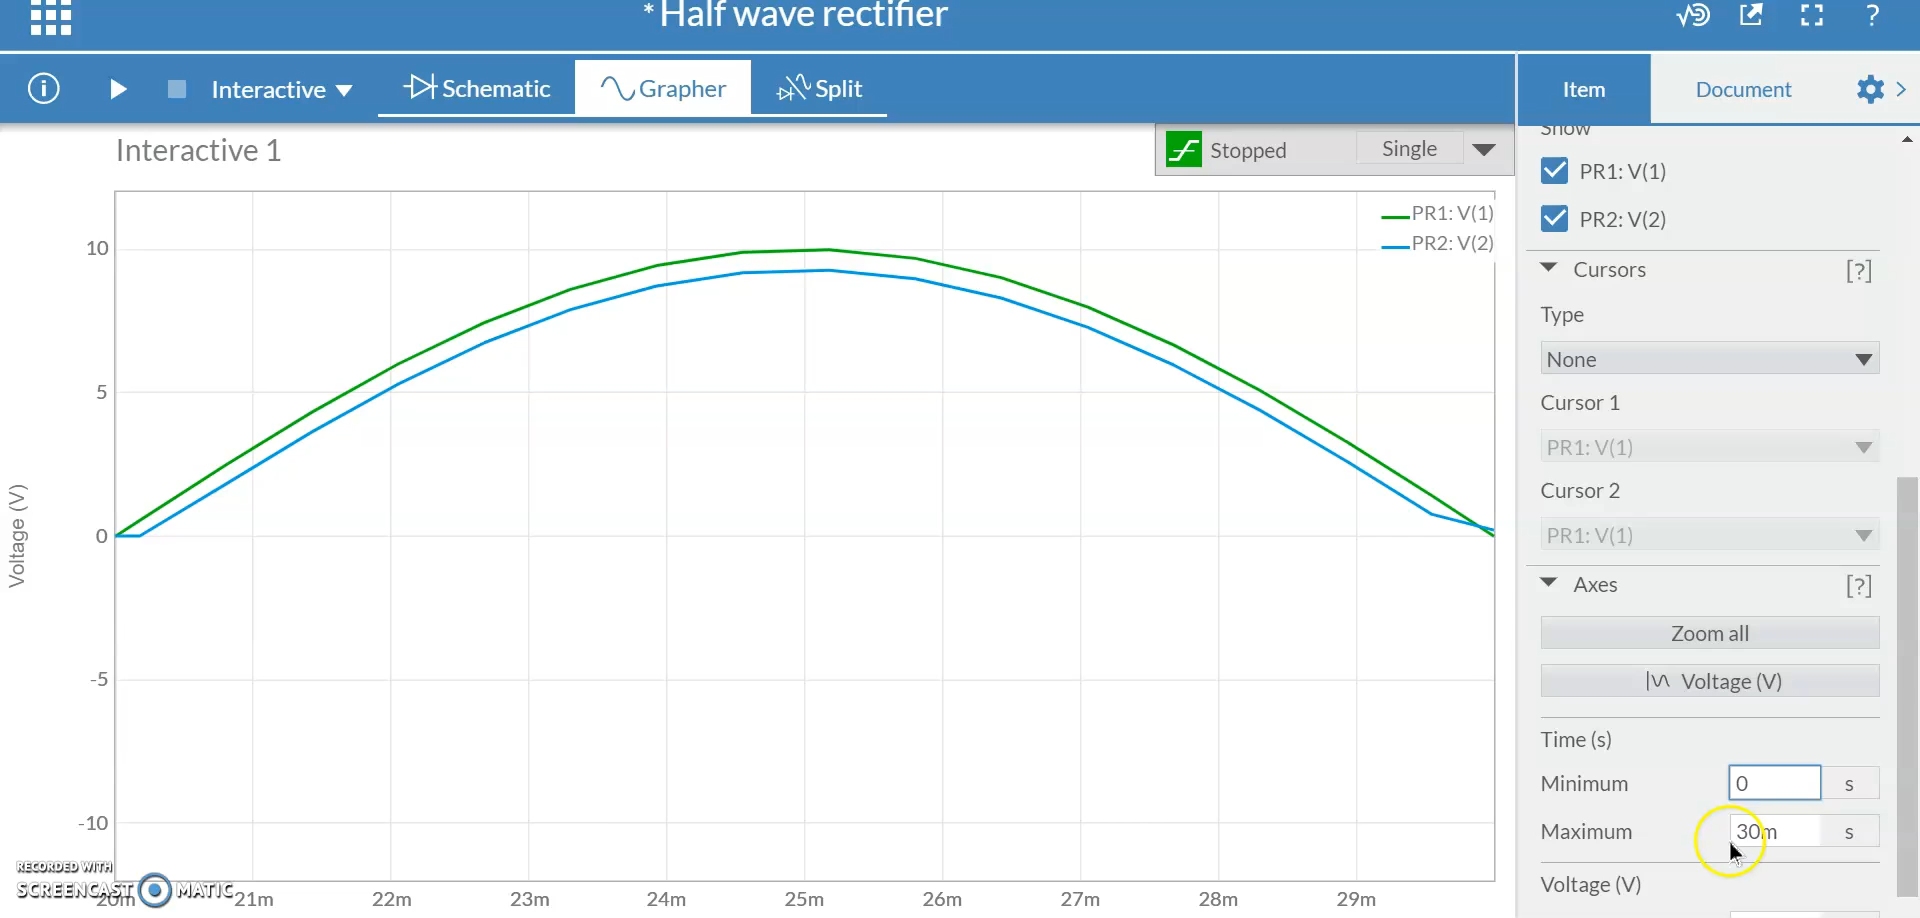 *Half wave rectifier
?
i
Interactive
Schematic
Grapher
Split
Item
Document
Interactive 1
Stopped
Single
Show
PR1: V(1)
PR2: V(2)
PR1: V(1)
PR2: V(2)
Cursors
[?]
Type
None
Cursor 1
PR1: V(1)
Cursor 2
PR1: V(1)
Axes
[?]
Zoom all
Voltage (V)
Time (s)
Minimum
0
s
Maximum
30m
s
Voltage (V)
Voltage (V)
10
5
0
-5
-10
20m
21m
22m
23m
24m
25m
26m
27m
28m
29m
RECORDED WITH
SCREENCAST MATIC